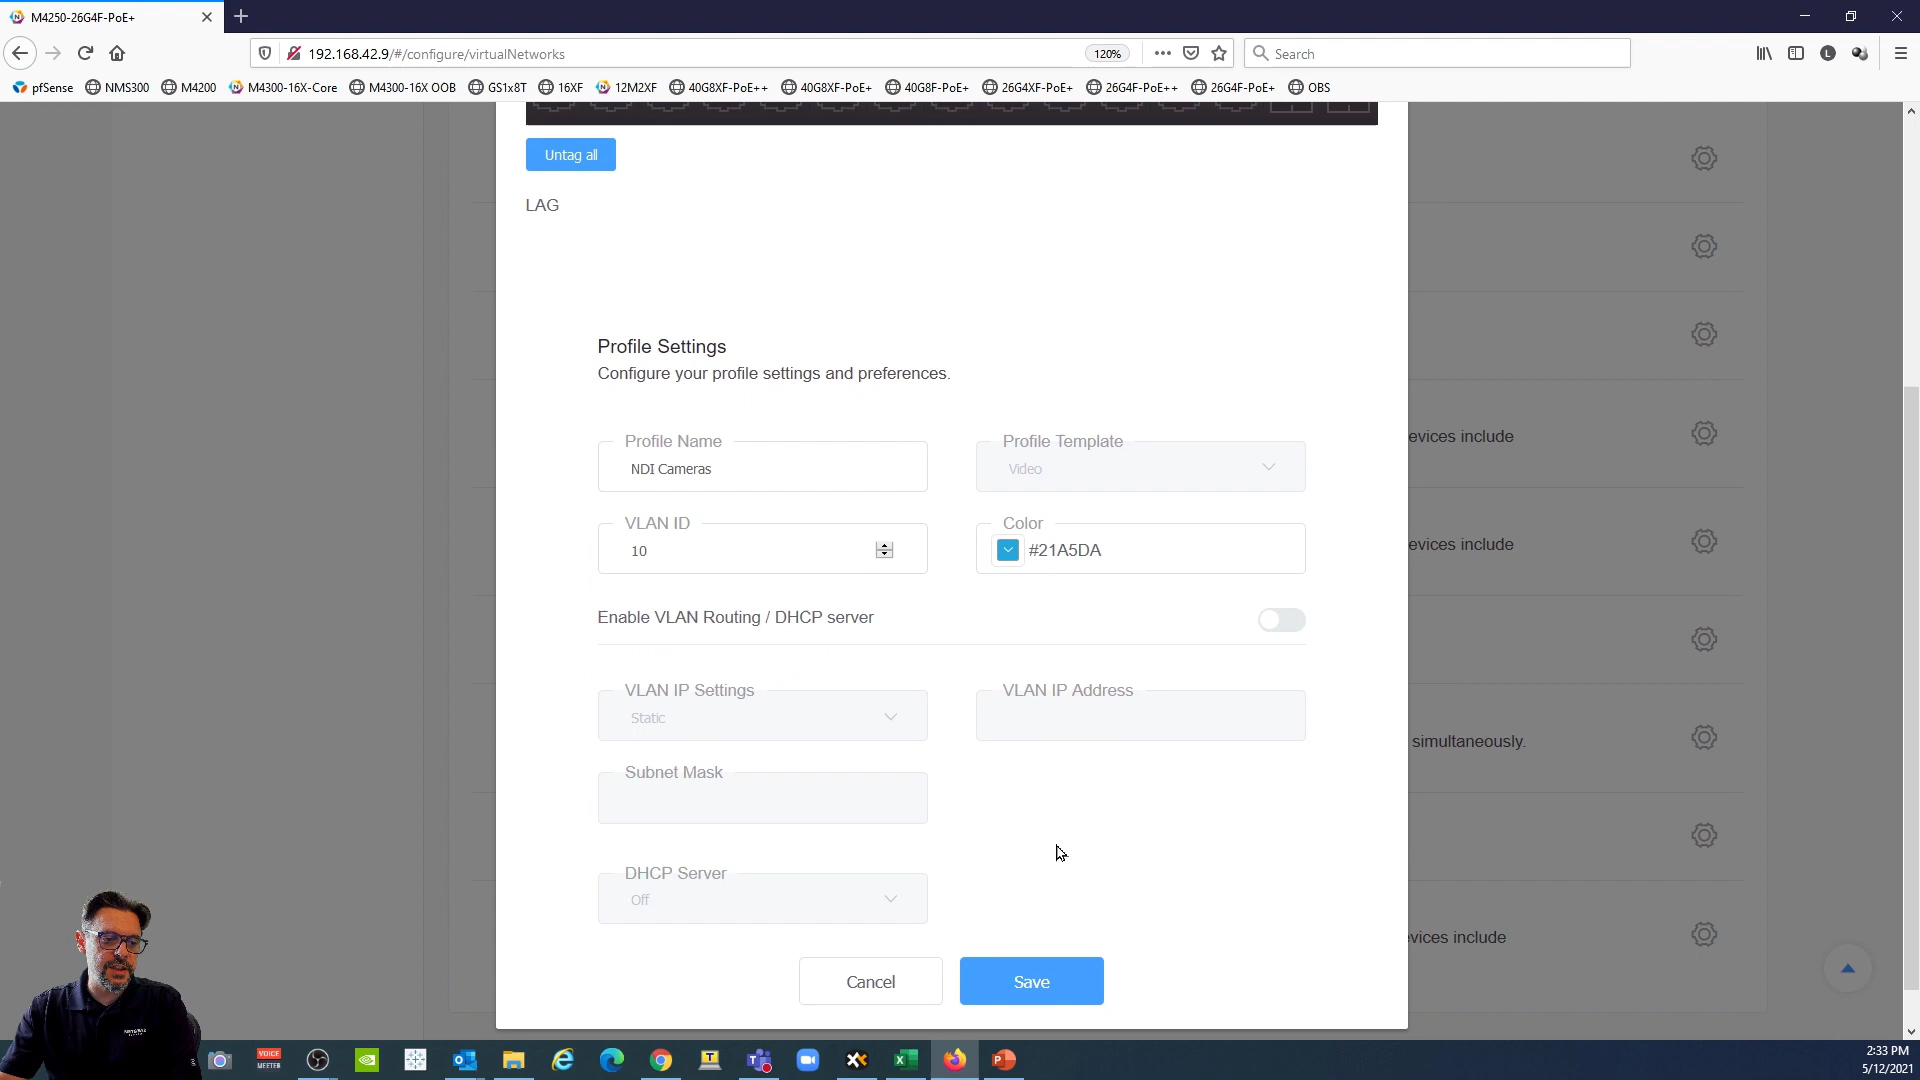 M4250-26G4F-PoE+
192.168.42.9/#/configure/virtualNetworks
120%
Search
pfSense
NMS300
M4200
M4300-16X-Core
M4300-16X OOB
GS1x8T
16XF
12M2XF
40G8XF-PoE++
40G8XF-PoE+
40G8F-PoE+
26G4XF-PoE+
26G4F-PoE++
26G4F-PoE+
OBS
Untag all
LAG
Profile Settings
Configure your profile settings and preferences.
Profile Name
NDI Cameras
Profile Template
Video
VLAN ID
10
Color
#21A5DA
Enable VLAN Routing / DHCP server
VLAN IP Settings
Static
VLAN IP Address
Subnet Mask
DHCP Server
Off
Cancel
Save
evices include
evices include
simultaneously.
evices include
VOICE
MEETER
2:33 PM
5/12/2021